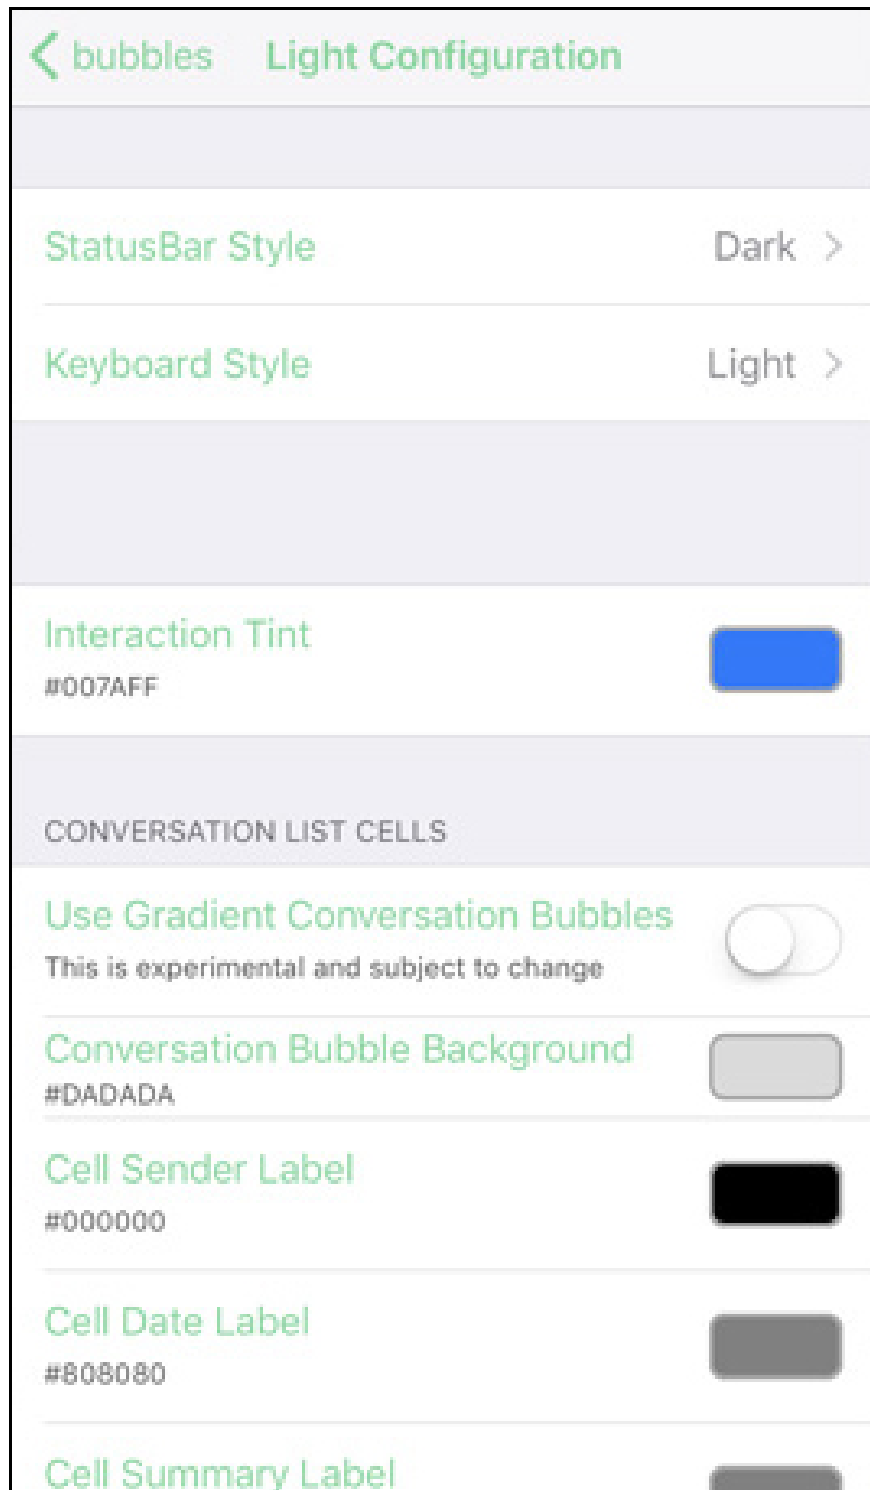 bubbles Light Configuration
StatusBar Style Dark
Keyboard Style Light
Interaction Tint
#007AFF
CONVERSATION LIST CELLS
Use Gradient Conversation Bubbles
This is experimental and subject to change
Conversation Bubble Background
#DADADA
Cell Sender Label
#000000
Cell Date Label
#808080
Cell Summary Label